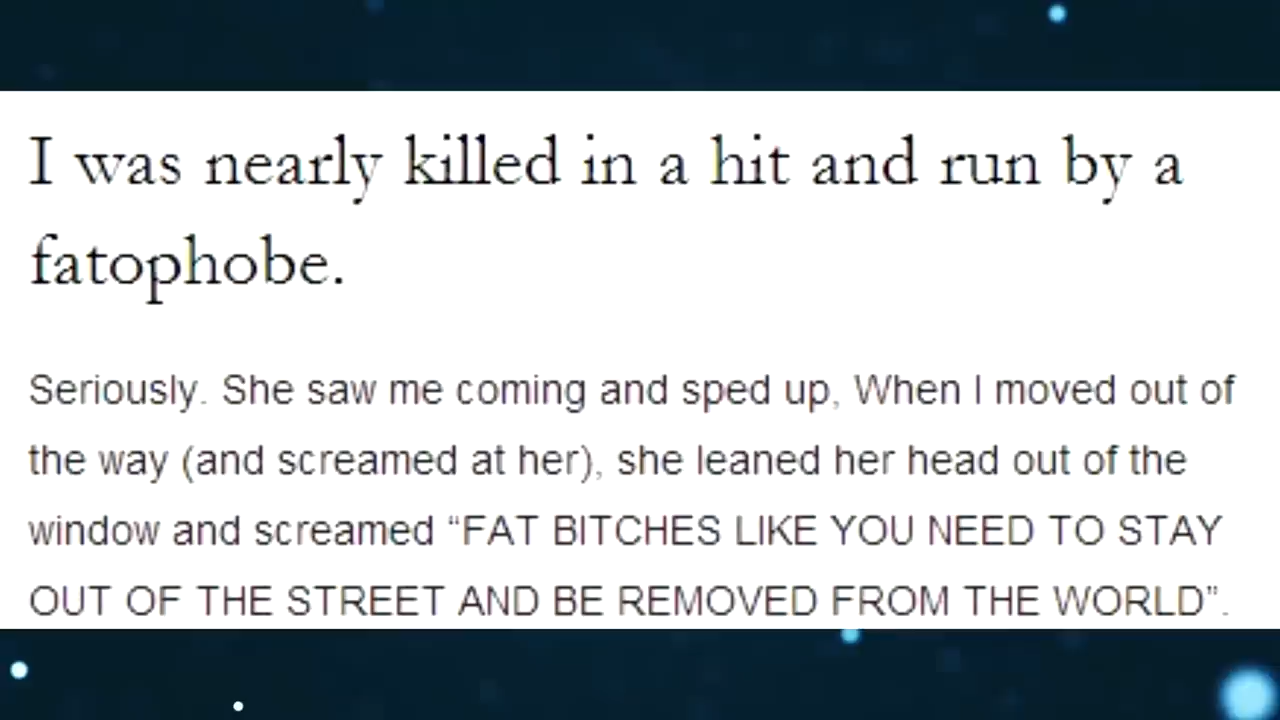 I was nearly killed in a hit and run by a
fatophobe.
Seriously. She saw me coming and sped up, When I moved out of
the way (and screamed at her), she leaned her head out of the
window and screamed “FAT BITCHES LIKE YOU NEED TO STAY
OUT OF THE STREET AND BE REMOVED FROM THE WORLD”.